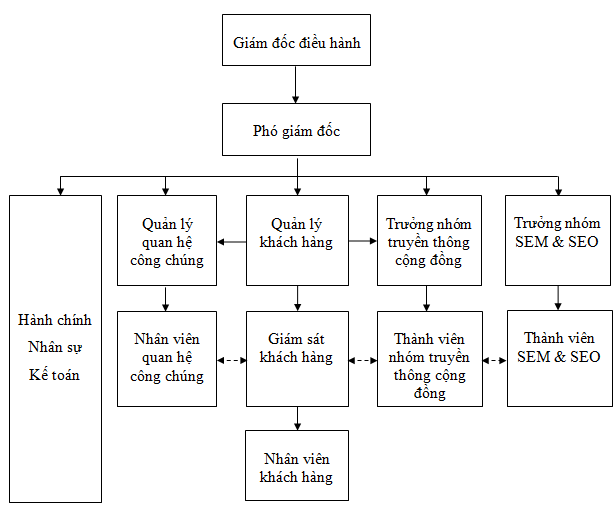 Giám đốc điều hành
Phó giám đốc
Hành chính
Nhân sự
Kế toán
Quản lý
quan hệ
công chúng
Quản lý
khách hàng
Trưởng nhóm
truyền thông
cộng đồng
Trưởng nhóm
SEM & SEO
Nhân viên
quan hệ
công chúng
Giám sát
khách hàng
Thành viên
nhóm truyền
thông cộng
đồng
Thành viên
SEM & SEO
Nhân viên
khách hàng